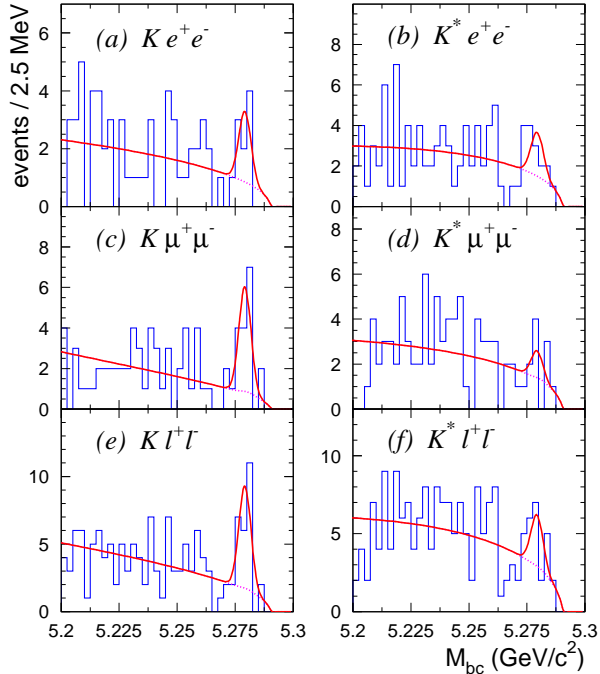 events / 2.5 MeV
(a) K e⁺e⁻
0
2
4
6
(b) K* e⁺e⁻
0
2
4
6
8
(c) K μ⁺μ⁻
0
2
4
6
8
(d) K* μ⁺μ⁻
0
2
4
6
8
(e) K l⁺l⁻
0
5
10
(f) K* l⁺l⁻
0
5
10
5.2 5.225 5.25 5.275 5.3
5.2 5.225 5.25 5.275 5.3
M_bc (GeV/c²)